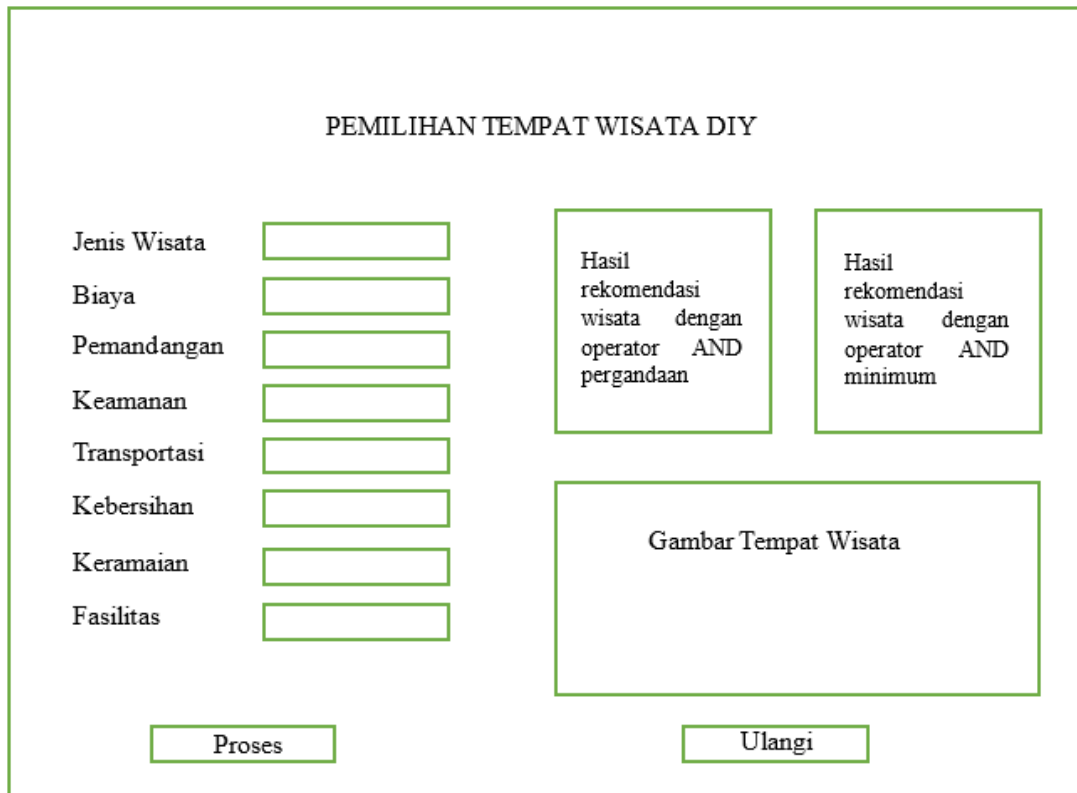 PEMILIHAN TEMPAT WISATA DIY
Jenis Wisata
Biaya
Pemandangan
Keamanan
Transportasi
Kebersihan
Keramaian
Fasilitas
Hasil
rekomendasi
wisata dengan
operator AND
pergandaan
Hasil
rekomendasi
wisata dengan
operator AND
minimum
Gambar Tempat Wisata
Proses
Ulangi